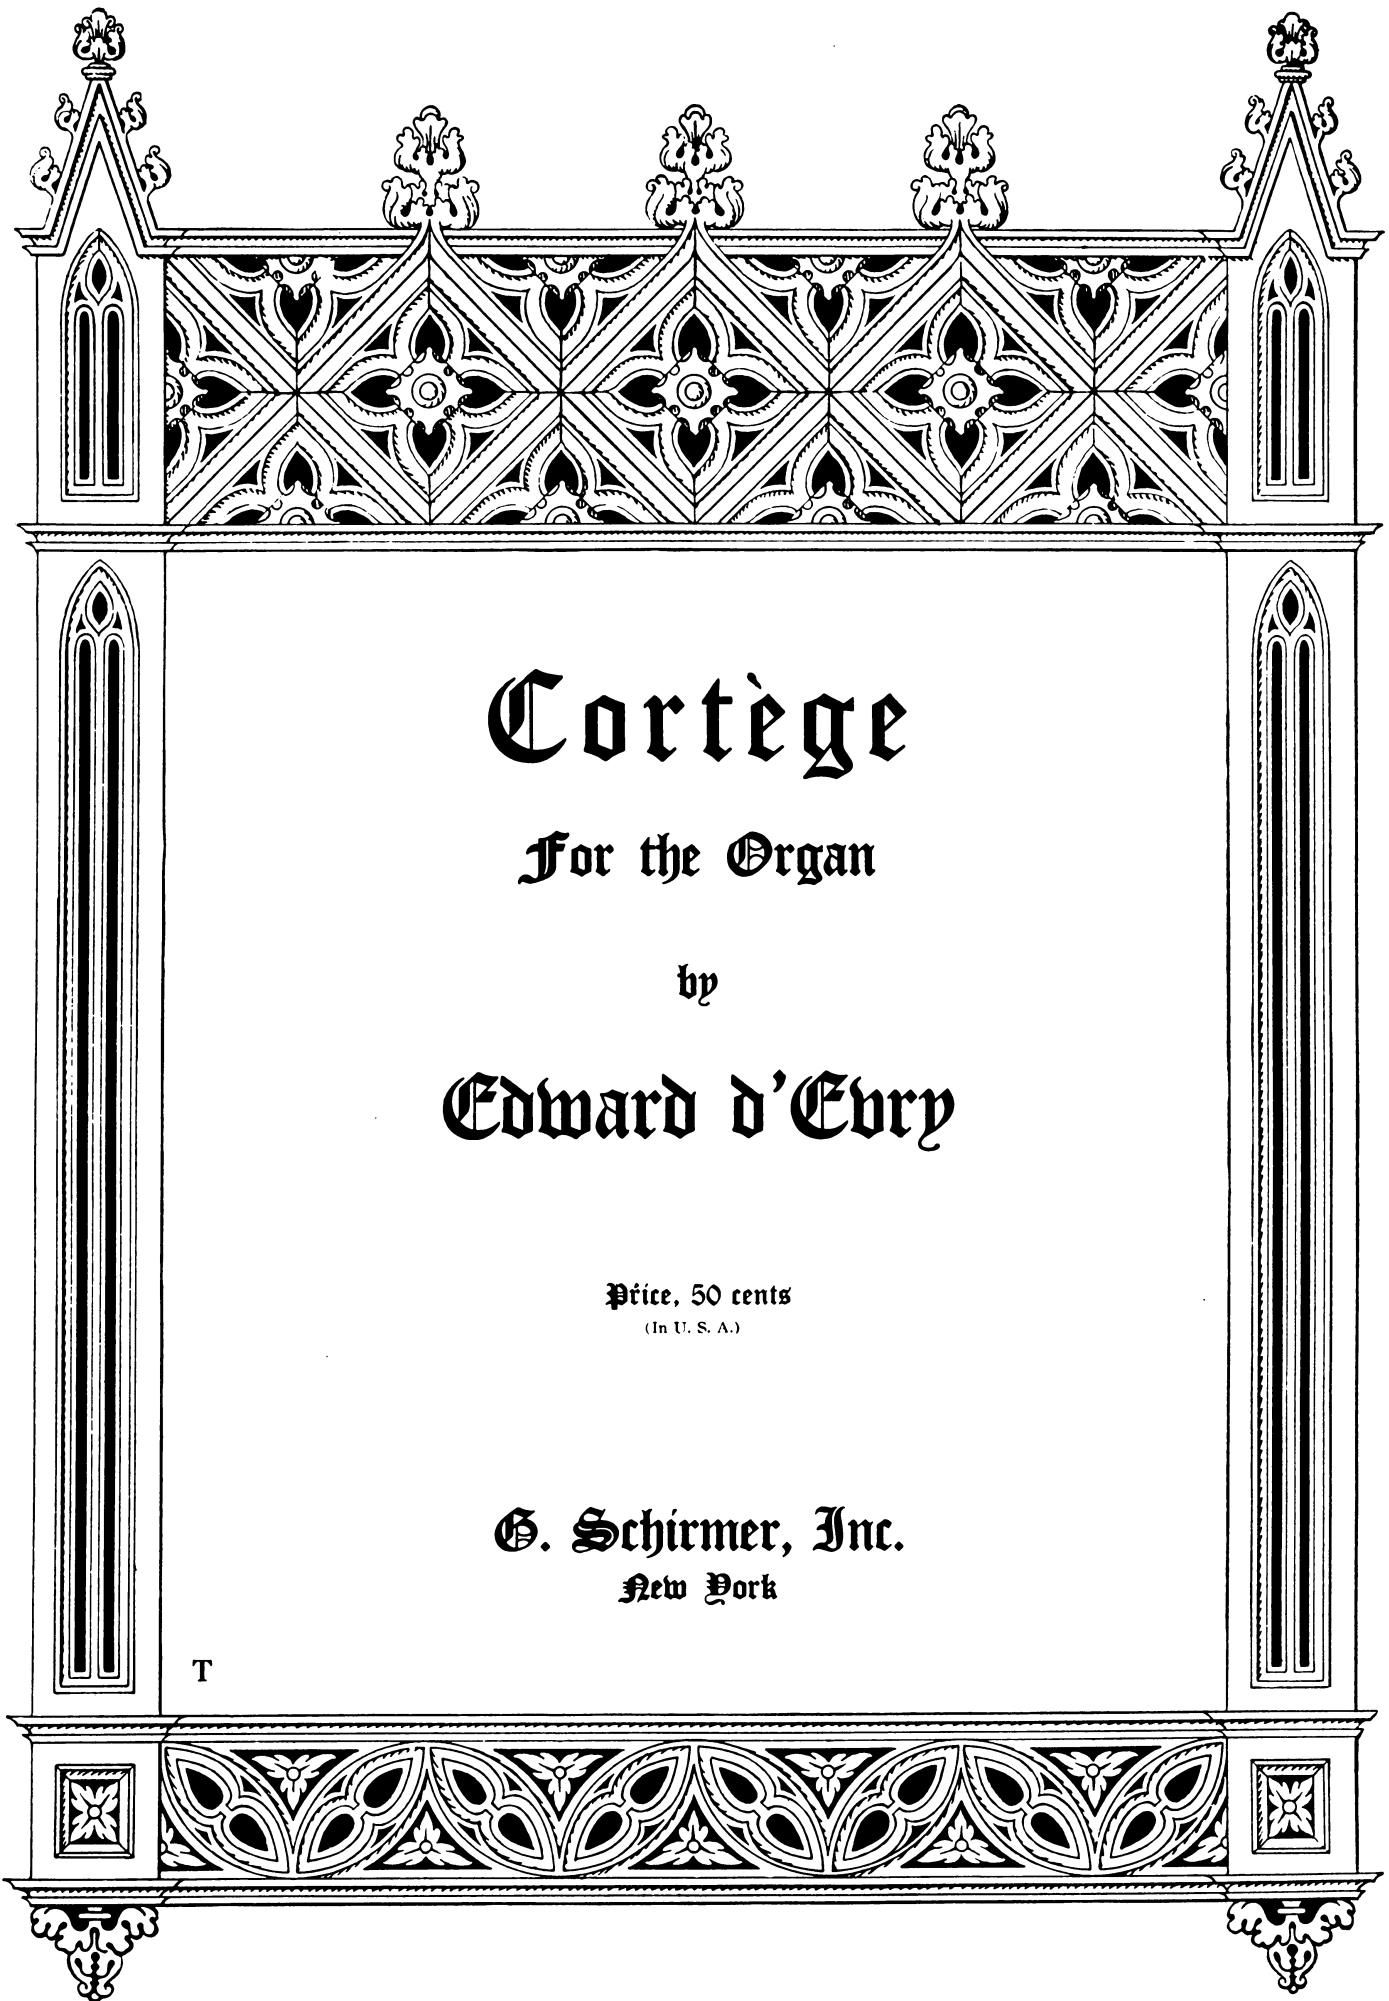 Cortège
For the Organ
by
Edward d'Evry
Price, 50 cents
(In U. S. A.)
G. Schirmer, Inc.
New York
T